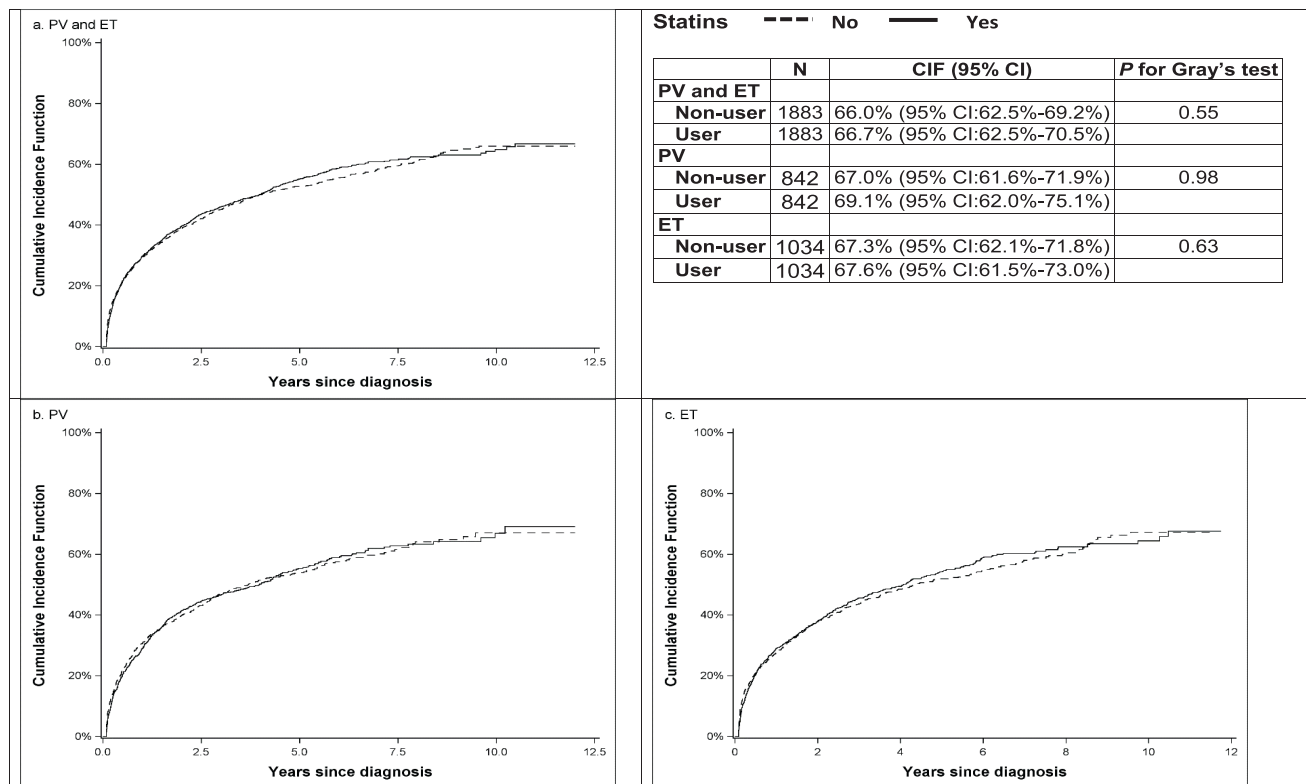 a. PV and ET
100%
80%
60%
40%
20%
0%
Cumulative Incidence Function
0.0 2.5 5.0 7.5 10.0 12.5
Years since diagnosis
Statins No Yes
N CIF (95% CI) P for Gray's test
PV and ET
Non-user 1883 66.0% (95% CI:62.5%-69.2%) 0.55
User 1883 66.7% (95% CI:62.5%-70.5%)
PV
Non-user 842 67.0% (95% CI:61.6%-71.9%) 0.98
User 842 69.1% (95% CI:62.0%-75.1%)
ET
Non-user 1034 67.3% (95% CI:62.1%-71.8%) 0.63
User 1034 67.6% (95% CI:61.5%-73.0%)
b. PV
100%
80%
60%
40%
20%
0%
Cumulative Incidence Function
0.0 2.5 5.0 7.5 10.0 12.5
Years since diagnosis
c. ET
100%
80%
60%
40%
20%
0%
Cumulative Incidence Function
0 2 4 6 8 10 12
Years since diagnosis